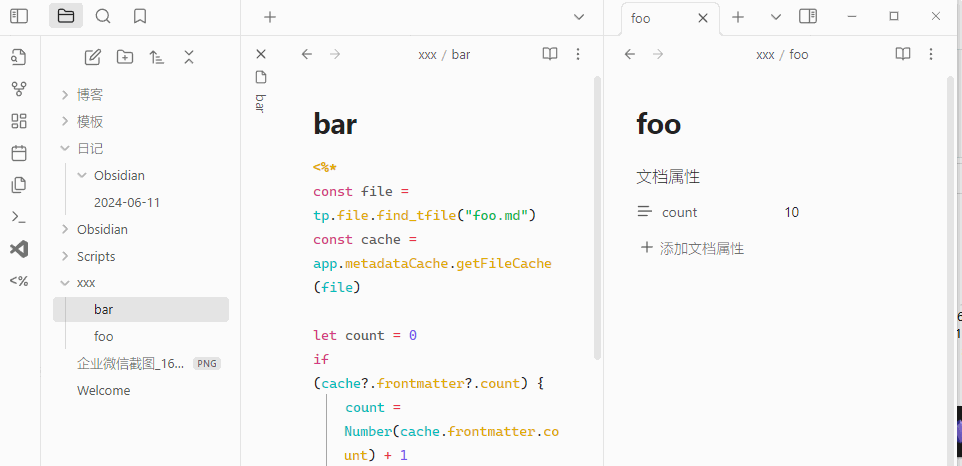 foo
xxx / bar
xxx / foo
bar
博客
模板
日记
Obsidian
2024-06-11
Obsidian
Scripts
xxx
bar
foo
企业微信截图_16... PNG
Welcome
<%
bar
<%*
const file =
tp.file.find_tfile("foo.md")
const cache =
app.metadataCache.getFileCache
(file)
let count = 0
if
(cache?.frontmatter?.count) {
count =
Number(cache.frontmatter.co
unt) + 1
foo
文档属性
count 10
添加文档属性